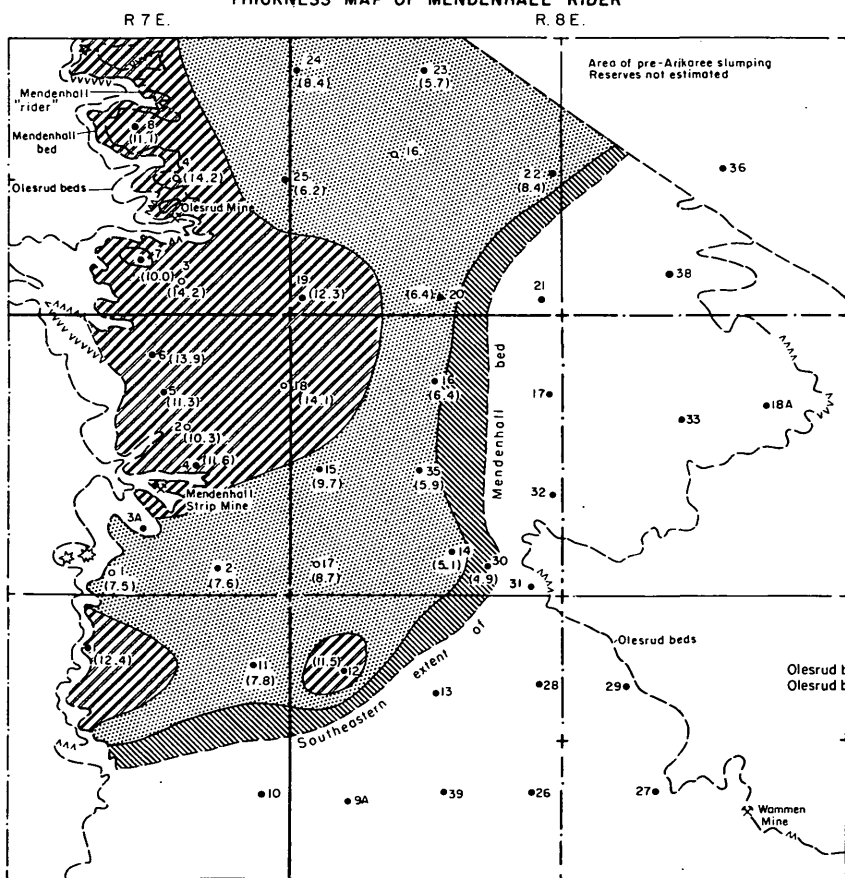 THICKNESS MAP OF MENDENHALL RIDER
R 7 E.
R. 8 E.
Area of pre-Arikaree slumping
Reserves not estimated
24
(8.4)
23
(5.7)
Mendenhall
"rider"
8
(11.1)
Mendenhall
bed
16
36
4
(14.2)
25
(6.2)
22
(8.4)
Olesrud beds
Olesrud Mine
7
(10.0)
3
(14.2)
38
19
(12.3)
(6.4)
20
21
6
(13.9)
Mendenhall bed
5
(11.3)
18
(14.1)
16
(6.4)
17
18A
33
2
(10.3)
4
(11.6)
15
(9.7)
35
(5.9)
Mendenhall
Strip Mine
32
3A
14
(5.1)
1
(7.5)
2
(7.6)
17
(8.7)
30
(4.9)
31
Olesrud beds
(12.4)
11
(7.8)
(11.5)
12
Southeastern extent of
13
28
29
Olesrud b
Olesrud b
10
9A
39
26
27
Wammen
Mine